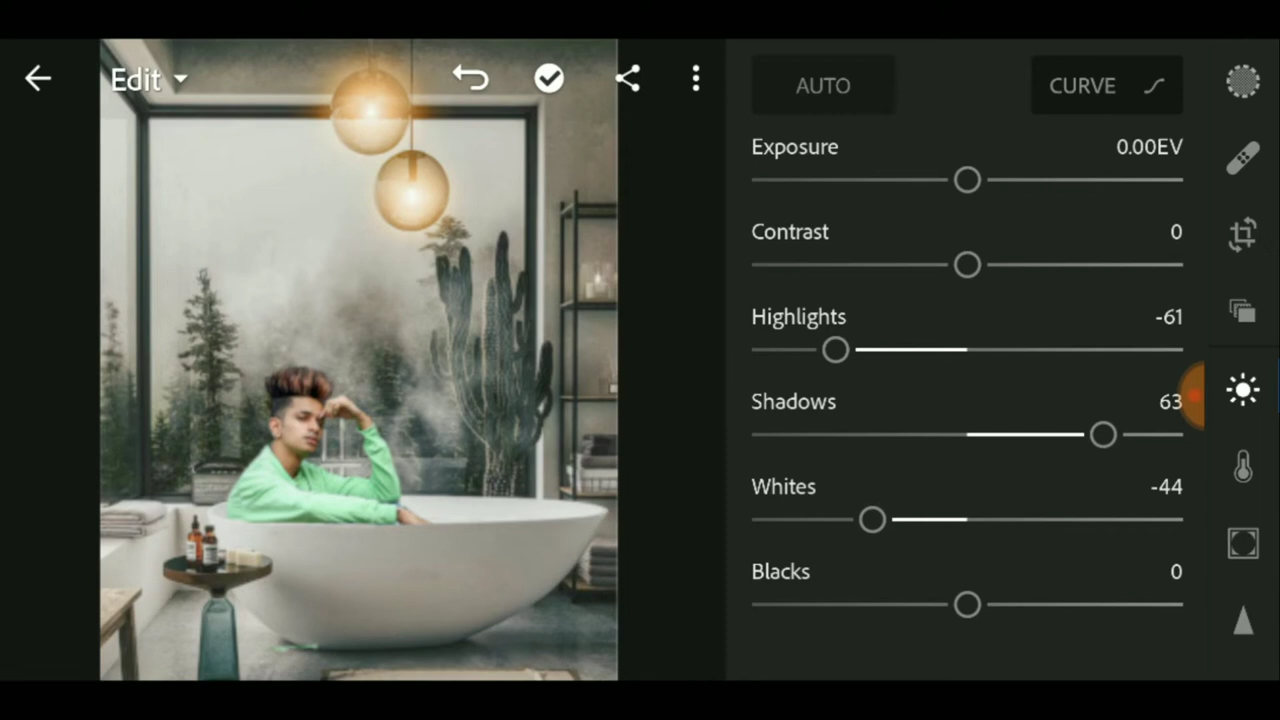 Edit
AUTO
CURVE
Exposure 0.00EV
Contrast 0
Highlights -61
Shadows 63
Whites -44
Blacks 0